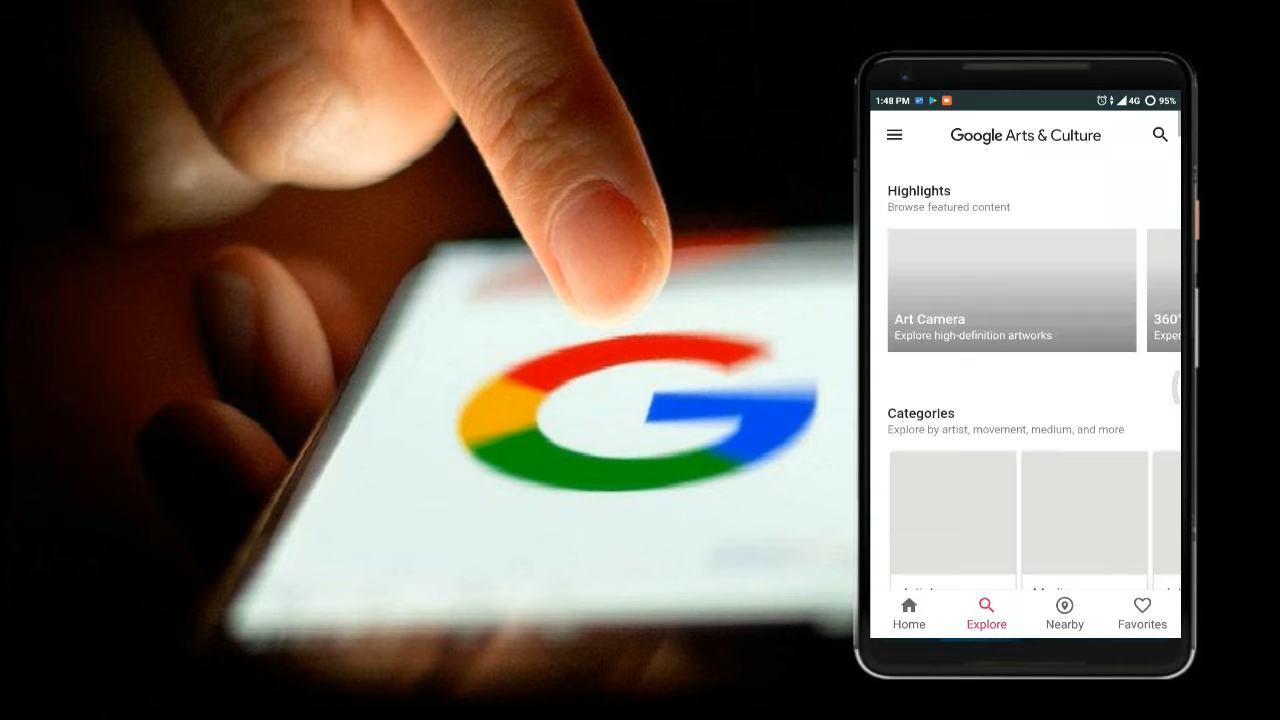 1:48 PM 4G 95%
Google Arts & Culture
Highlights
Browse featured content
Art Camera
Explore high-definition artworks
360°
Categories
Explore by artist, movement, medium, and more
Home Explore Nearby Favorites